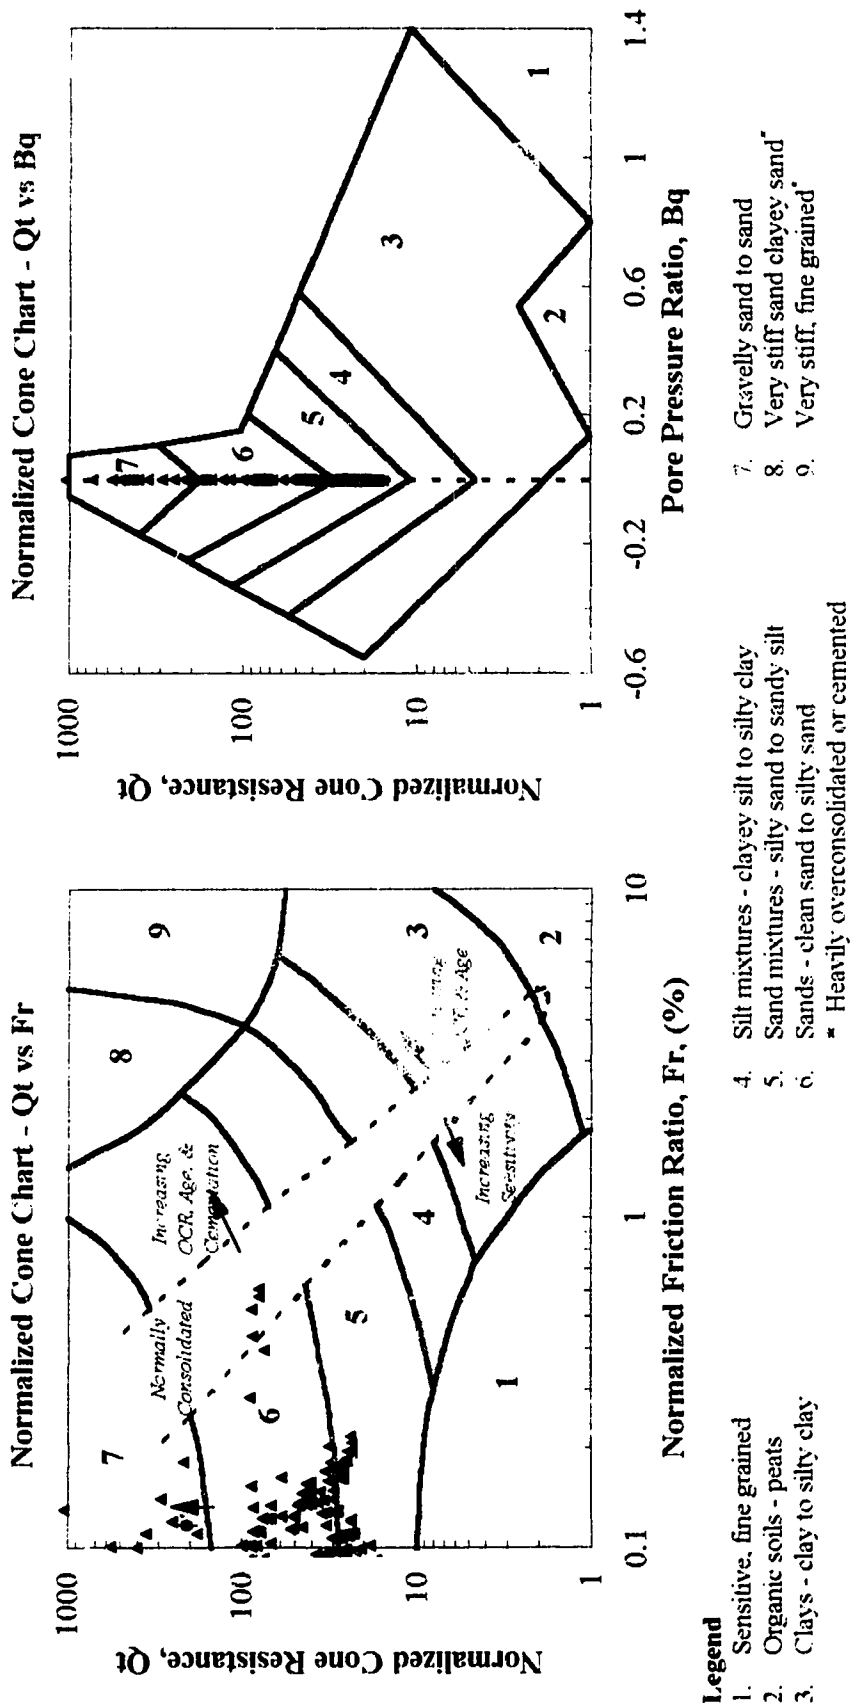 Normalized Cone Chart - Qt vs Fr
Normalized Cone Resistance, Qt
1000
100
10
1
0.1
1
10
Normalized Friction Ratio, Fr, (%)
7
8
9
6
5
4
3
2
1
Normally
Consolidated
Increasing
OCR, Age, &
Cementation
Increasing
Sensitivity
Age
Normalized Cone Chart - Qt vs Bq
Normalized Cone Resistance, Qt
1000
100
10
1
-0.6
-0.2
0.2
0.6
1
1.4
Pore Pressure Ratio, Bq
7
6
5
4
3
2
1
Legend
1. Sensitive, fine grained
2. Organic soils - peats
3. Clays - clay to silty clay
4. Silt mixtures - clayey silt to silty clay
5. Sand mixtures - silty sand to sandy silt
6. Sands - clean sand to silty sand
7. Gravelly sand to sand
8. Very stiff sand clayey sand*
9. Very stiff, fine grained*
* Heavily overconsolidated or cemented